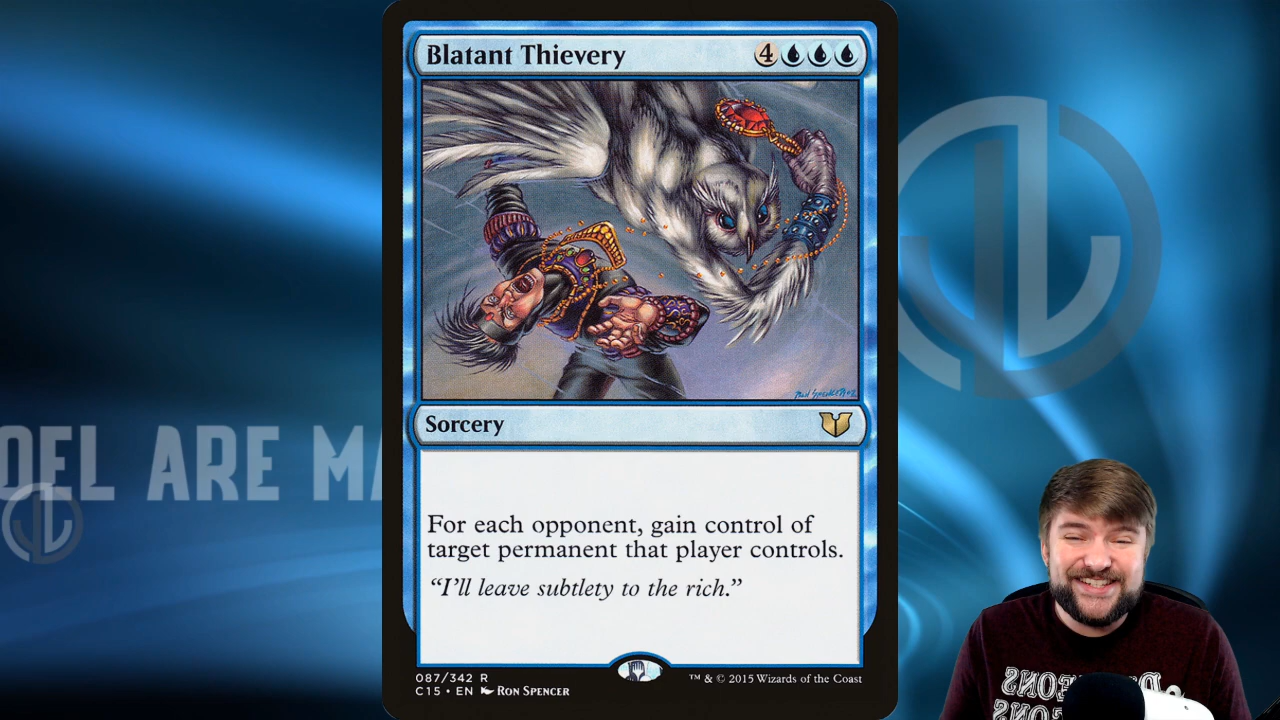 Blatant Thievery
4
Sorcery
For each opponent, gain control of
target permanent that player controls.
“I’ll leave subtlety to the rich.”
087/342 R
C15 • EN Ron Spencer
™ & © 2015 Wizards of the Coast
OEL ARE MA